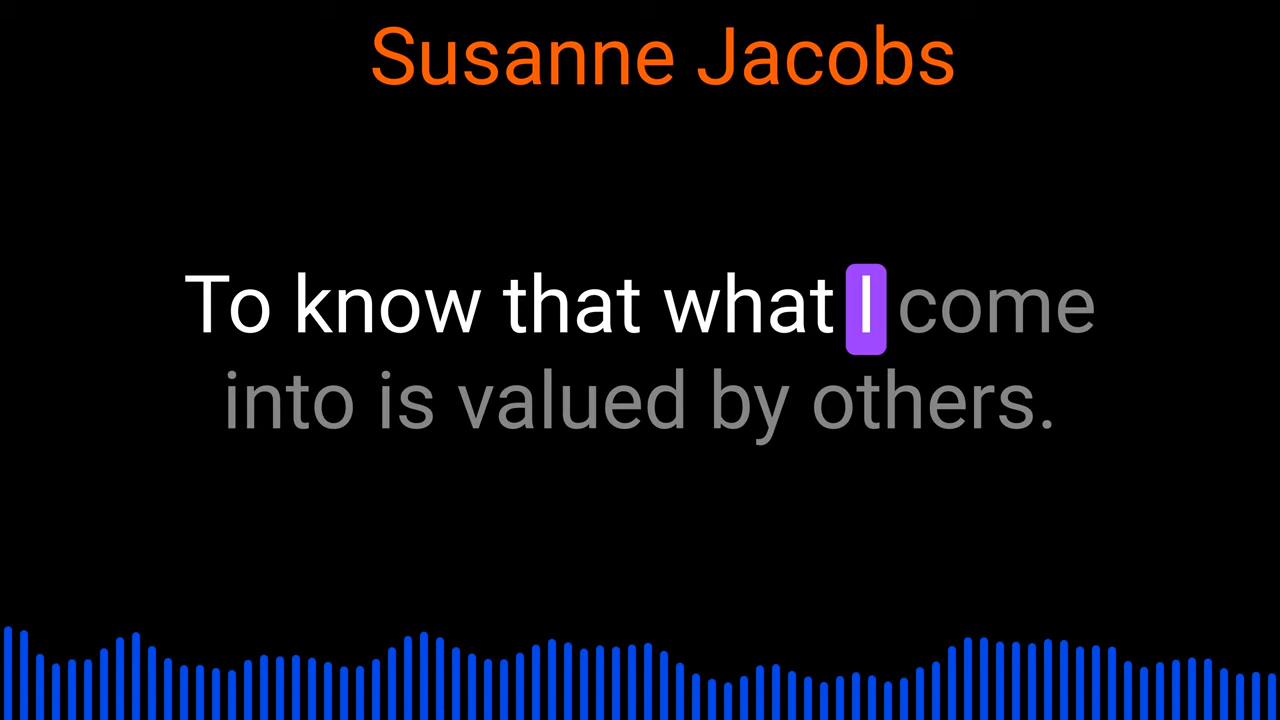 Susanne Jacobs
To know that what I come
into is valued by others.